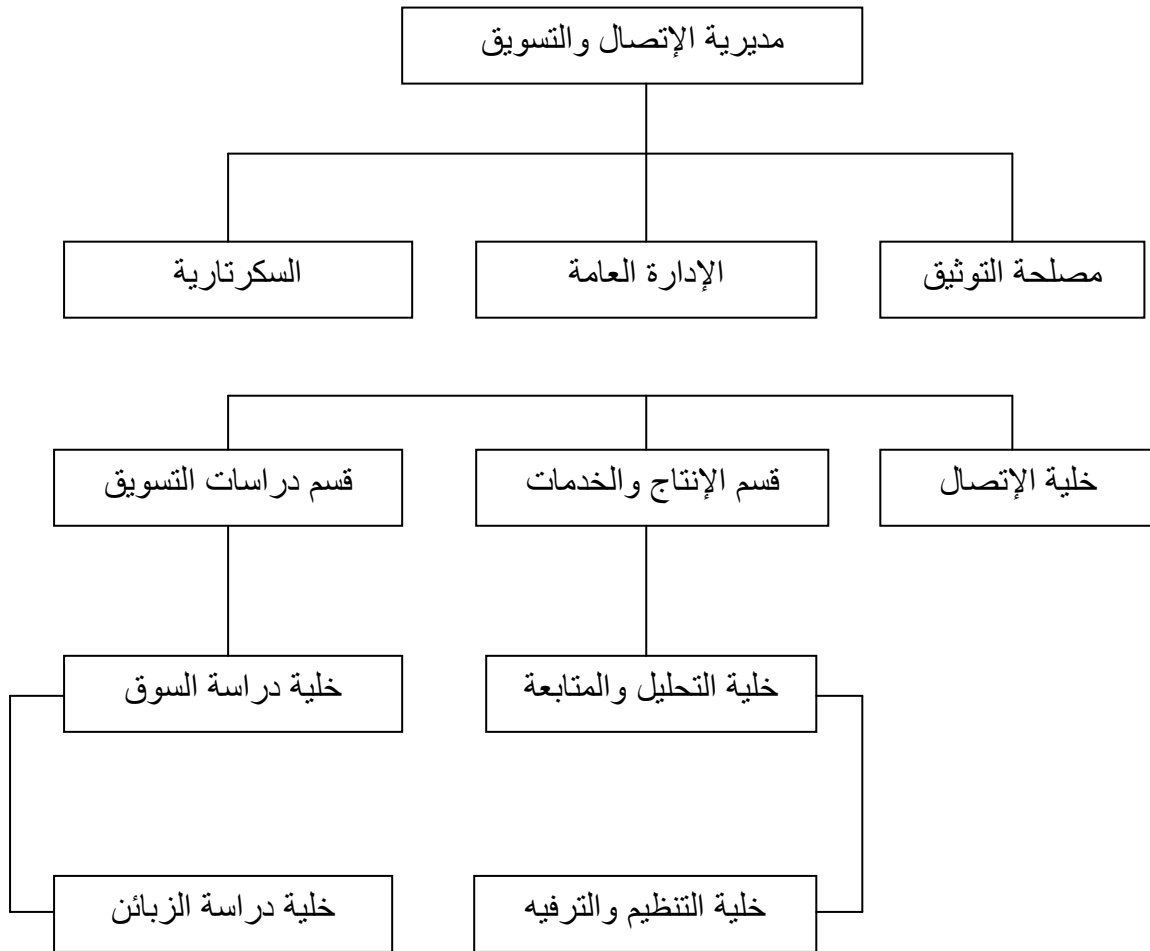 مديرية الإتصال والتسويق
مصلحة التوثيق
الإدارة العامة
السكرتارية
خلية الإتصال
قسم الإنتاج والخدمات
قسم دراسات التسويق
خلية التحليل والمتابعة
خلية دراسة السوق
خلية التنظيم والترفيه
خلية دراسة الزبائن